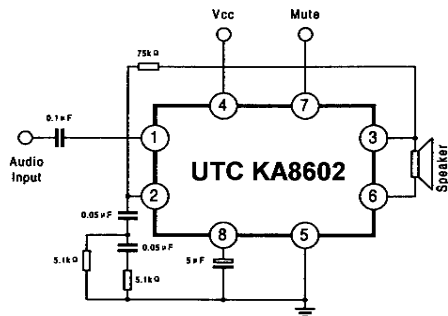 Vcc
Mute
75kΩ
4
7
0.1μF
1
3
Audio
Input
UTC KA8602
Speaker
2
6
0.05μF
8
5
0.05μF
5.1kΩ
5μF
5.1kΩ